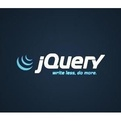 jQuery
write less, do more.